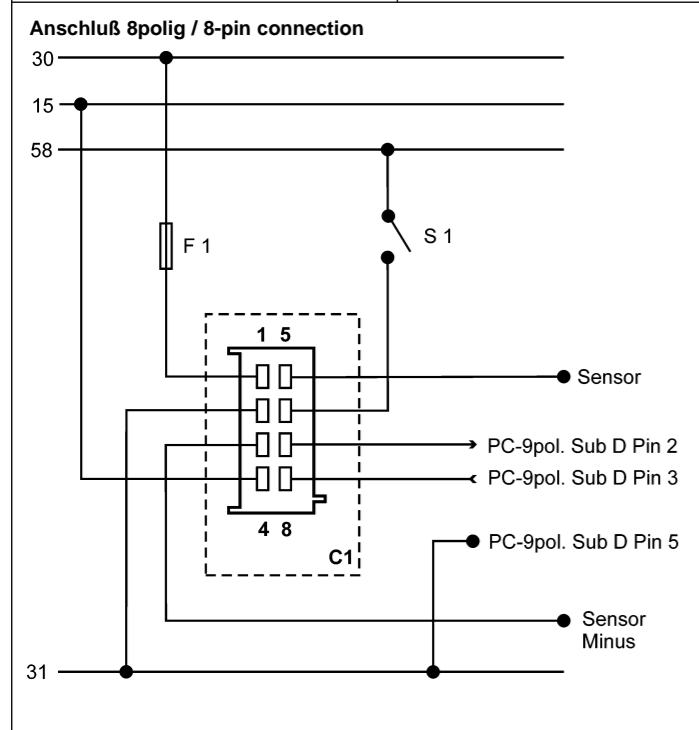 Anschluß 8polig / 8-pin connection
30
15
58
F 1
S 1
1 5
Sensor
PC-9pol. Sub D Pin 2
PC-9pol. Sub D Pin 3
4 8
C1
PC-9pol. Sub D Pin 5
Sensor
Minus
31